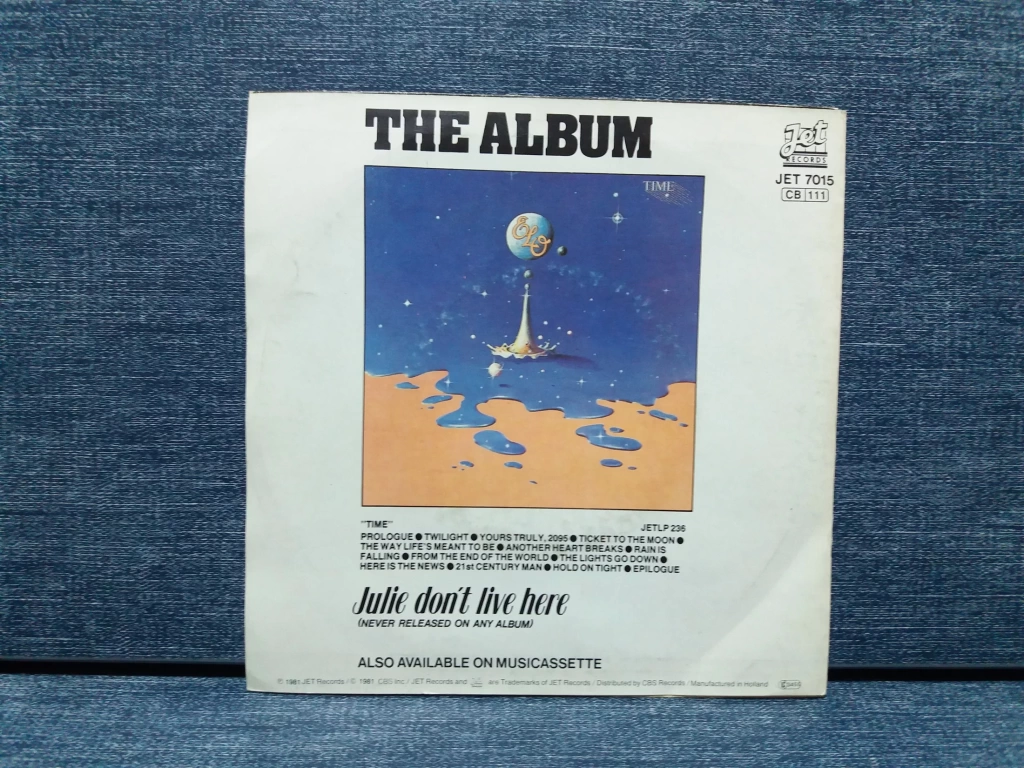 THE ALBUM
Jet
RECORDS
JET 7015
CB 111
TIME
ELO
"TIME" JETLP 236
PROLOGUE ● TWILIGHT ● YOURS TRULY, 2095 ● TICKET TO THE MOON ●
THE WAY LIFE'S MEANT TO BE ● ANOTHER HEART BREAKS ● RAIN IS
FALLING ● FROM THE END OF THE WORLD ● THE LIGHTS GO DOWN ●
HERE IS THE NEWS ● 21st CENTURY MAN ● HOLD ON TIGHT ● EPILOGUE
Julie don't live here
(NEVER RELEASED ON ANY ALBUM)
ALSO AVAILABLE ON MUSICASSETTE
℗ 1981 JET Records / © 1981 CBS Inc / JET Records and are Trademarks of JET Records / Distributed by CBS Records / Manufactured in Holland